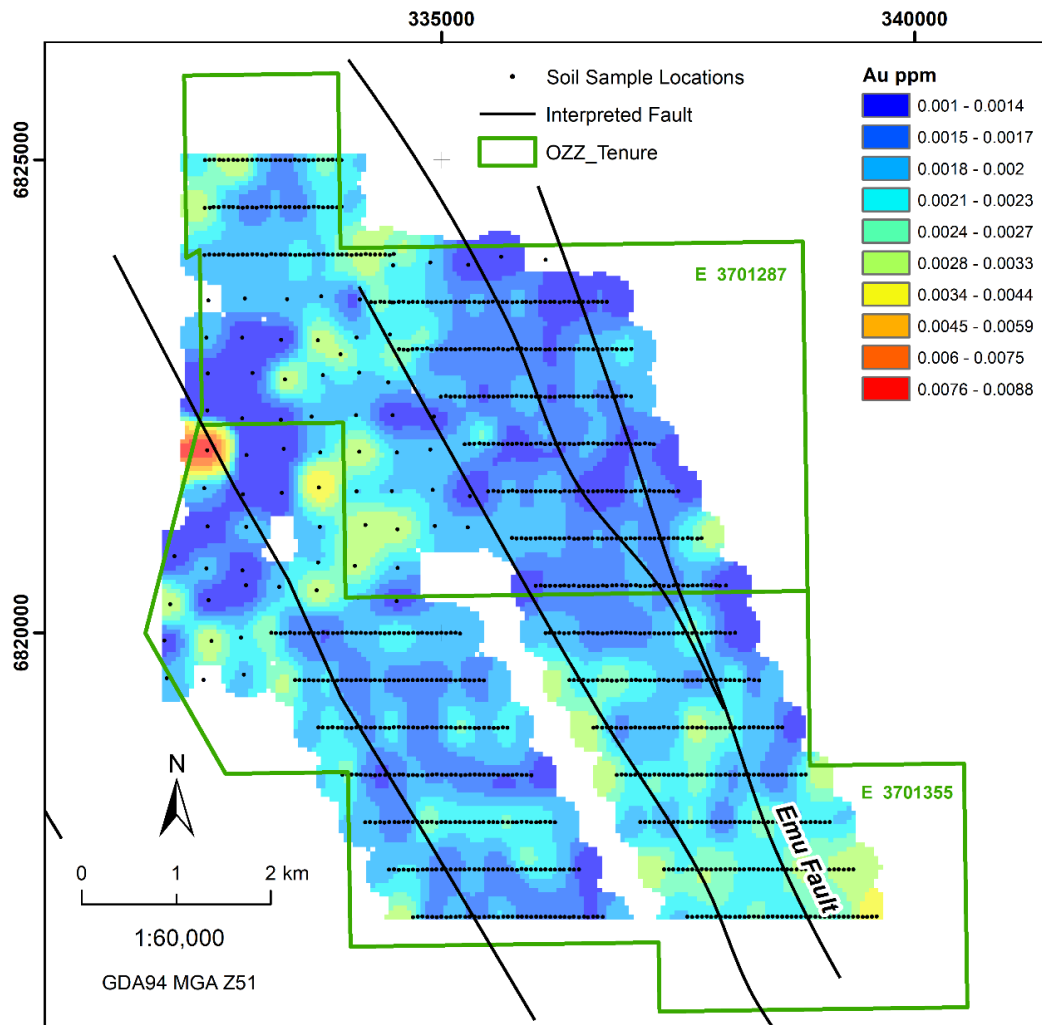 335000
340000
6825000
6820000
Soil Sample Locations
Interpreted Fault
OZZ_Tenure
Au ppm
0.001 - 0.0014
0.0015 - 0.0017
0.0018 - 0.002
0.0021 - 0.0023
0.0024 - 0.0027
0.0028 - 0.0033
0.0034 - 0.0044
0.0045 - 0.0059
0.006 - 0.0075
0.0076 - 0.0088
E 3701287
E 3701355
Emu Fault
N
0 1 2 km
1:60,000
GDA94 MGA Z51